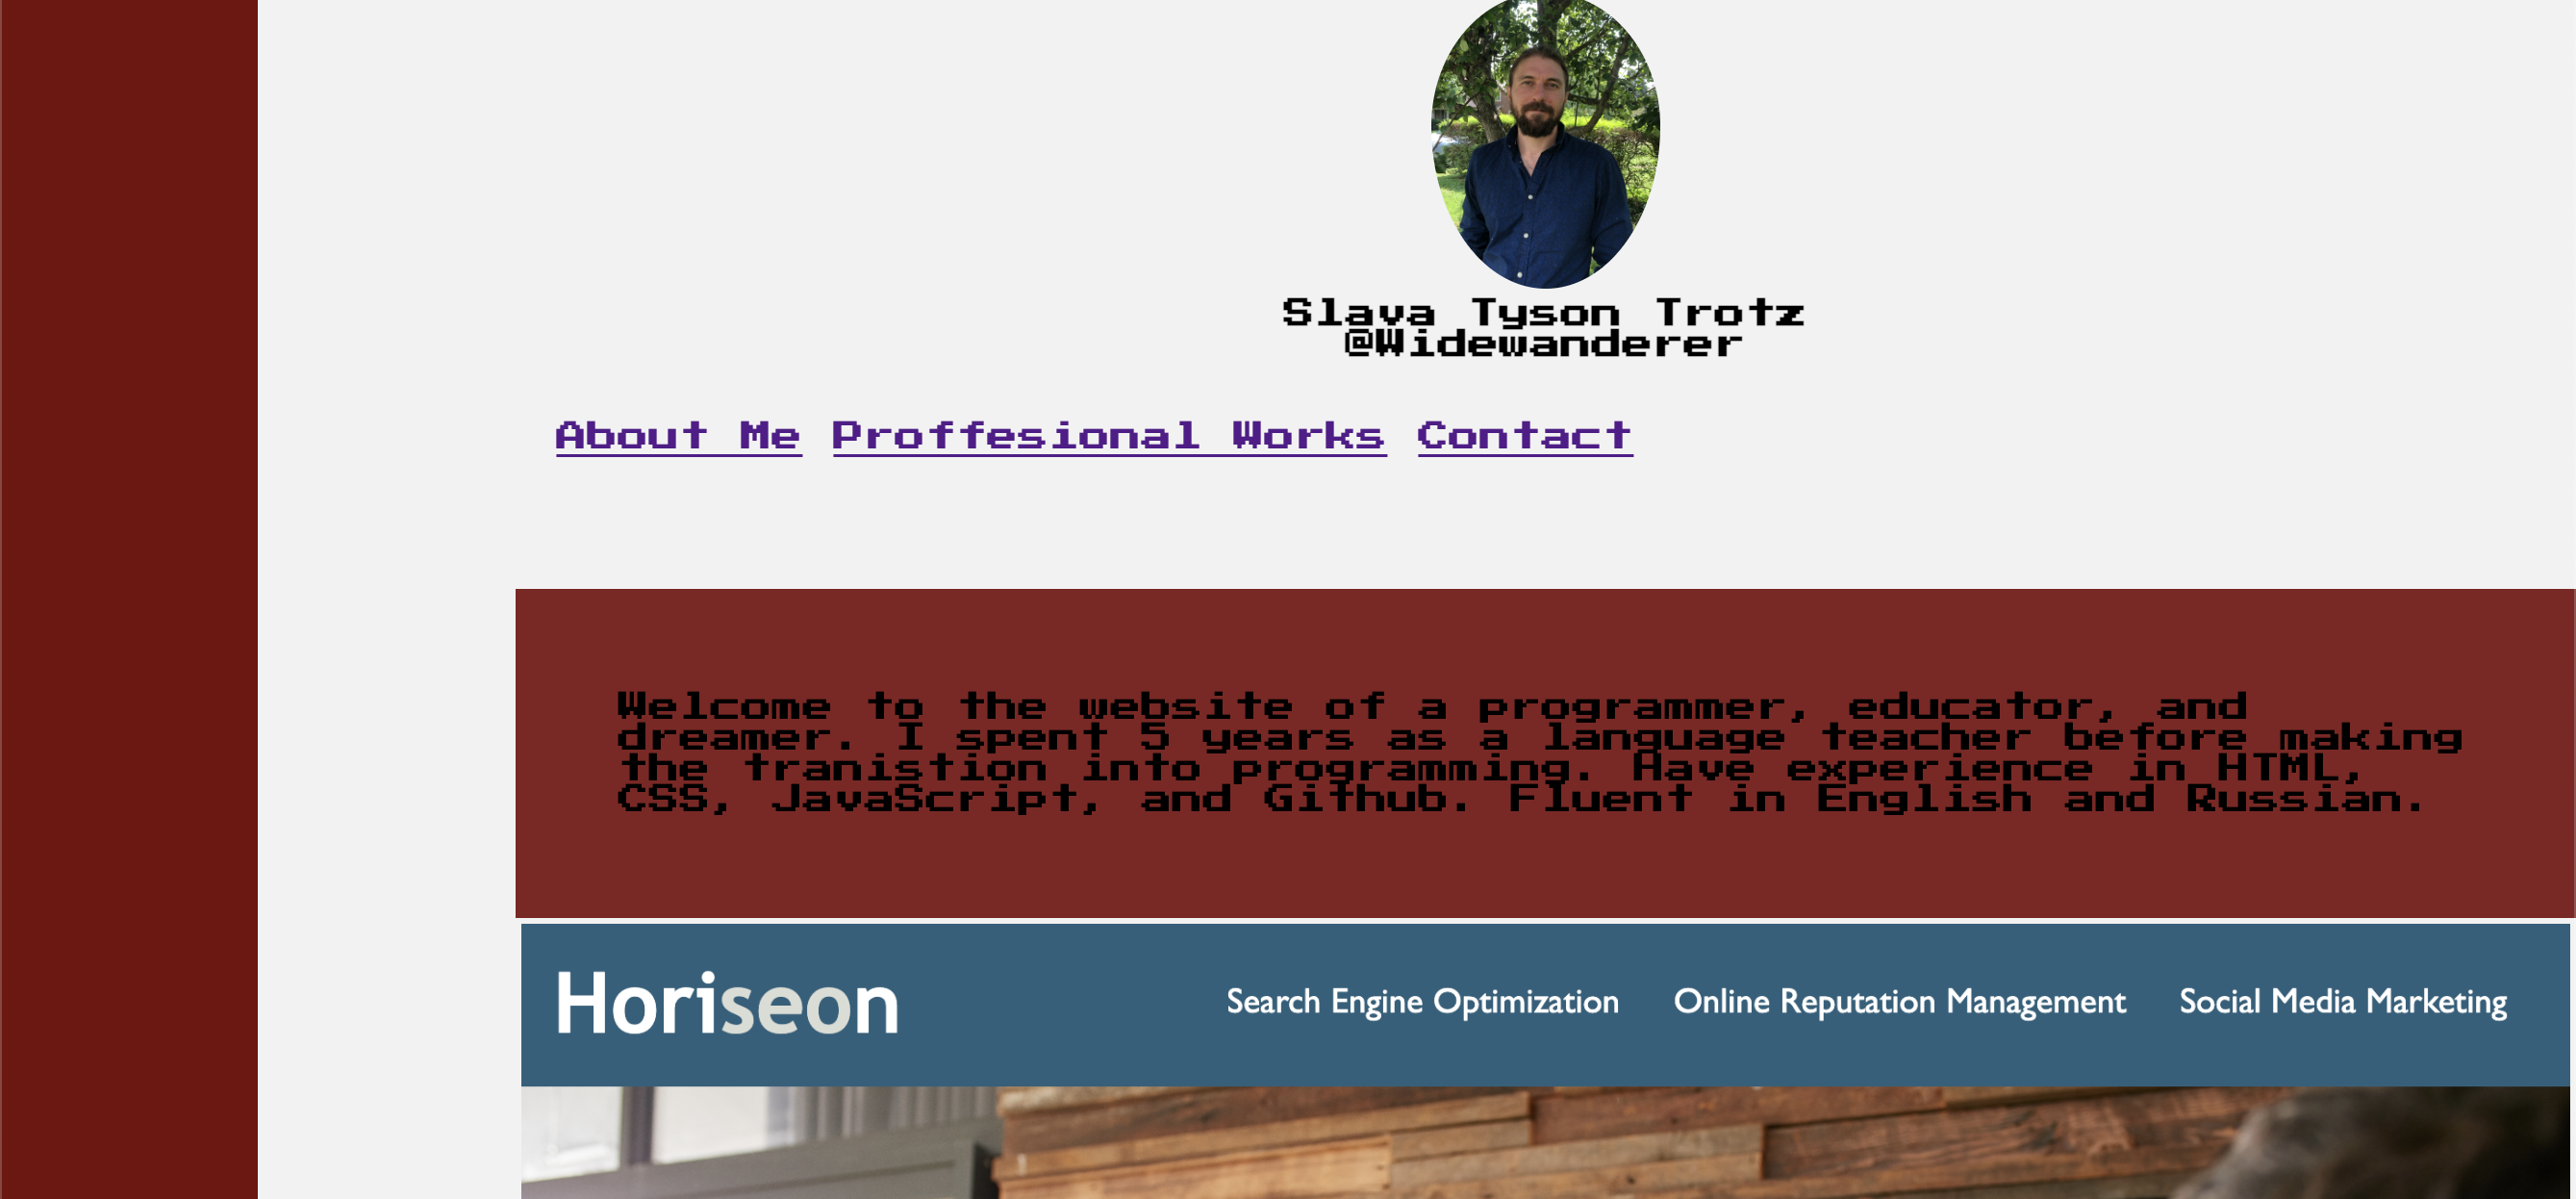 Slava Tyson Trotz
@Widewanderer
About Me Proffesional Works Contact
Welcome to the website of a programmer, educator, and
dreamer. I spent 5 years as a language teacher before making
the tranistion into programming. Have experience in HTML,
CSS, JavaScript, and Github. Fluent in English and Russian.
Horiseon Search Engine Optimization Online Reputation Management Social Media Marketing